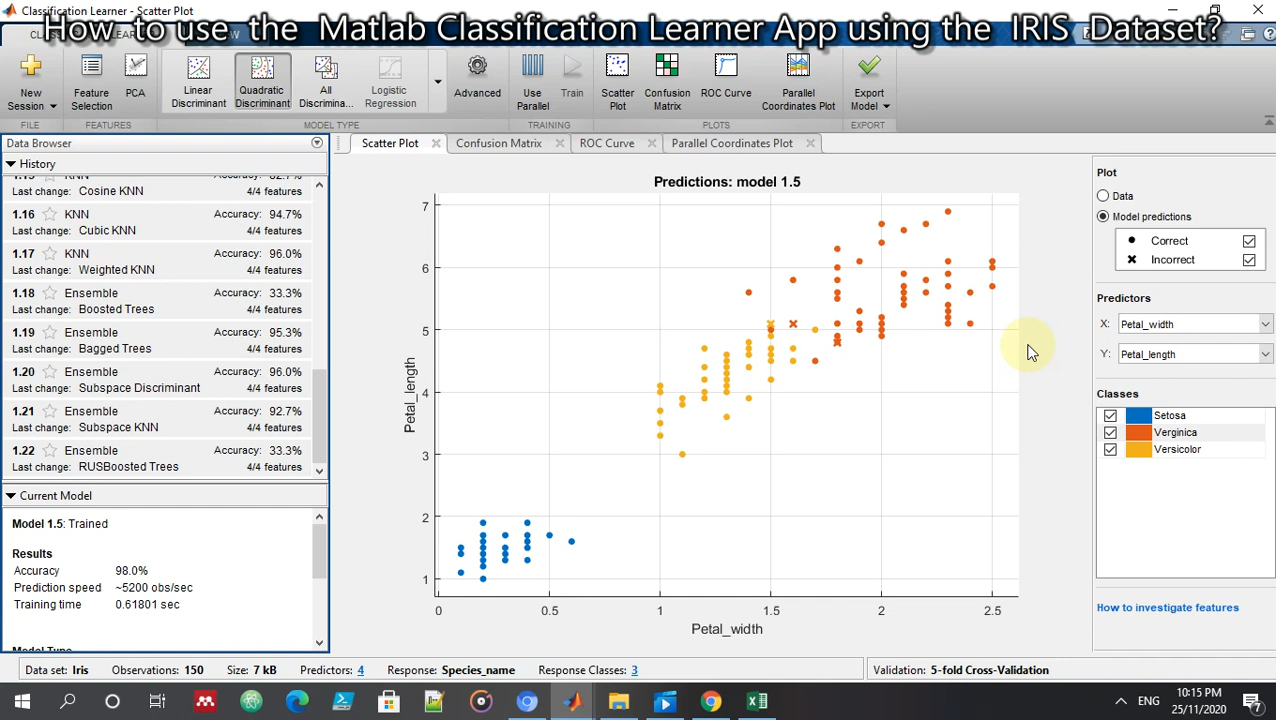 Classification Learner - Scatter Plot
How to use the Matlab Classification Learner App using the IRIS Dataset?
New Session
Feature Selection
PCA
Linear Discriminant
Quadratic Discriminant
All Discrimina...
Logistic Regression
Advanced
Use Parallel
Train
Scatter Plot
Confusion Matrix
ROC Curve
Parallel Coordinates Plot
Export Model
FILE
FEATURES
MODEL TYPE
TRAINING
PLOTS
EXPORT
Data Browser
History
Last change: Cosine KNN 4/4 features
1.16 KNN Accuracy: 94.7%
Last change: Cubic KNN 4/4 features
1.17 KNN Accuracy: 96.0%
Last change: Weighted KNN 4/4 features
1.18 Ensemble Accuracy: 33.3%
Last change: Boosted Trees 4/4 features
1.19 Ensemble Accuracy: 95.3%
Last change: Bagged Trees 4/4 features
1.20 Ensemble Accuracy: 96.0%
Last change: Subspace Discriminant 4/4 features
1.21 Ensemble Accuracy: 92.7%
Last change: Subspace KNN 4/4 features
1.22 Ensemble Accuracy: 33.3%
Last change: RUSBoosted Trees 4/4 features
Current Model
Model 1.5: Trained
Results
Accuracy 98.0%
Prediction speed ~5200 obs/sec
Training time 0.61801 sec
Scatter Plot
Confusion Matrix
ROC Curve
Parallel Coordinates Plot
Predictions: model 1.5
7
6
5
4
3
2
1
Petal_length
0 0.5 1 1.5 2 2.5
Petal_width
Plot
Data
Model predictions
Correct
Incorrect
Predictors
X: Petal_width
Y: Petal_length
Classes
Setosa
Verginica
Versicolor
How to investigate features
Data set: Iris Observations: 150 Size: 7 kB Predictors: 4 Response: Species_name Response Classes: 3 Validation: 5-fold Cross-Validation
ENG
10:15 PM
25/11/2020
7